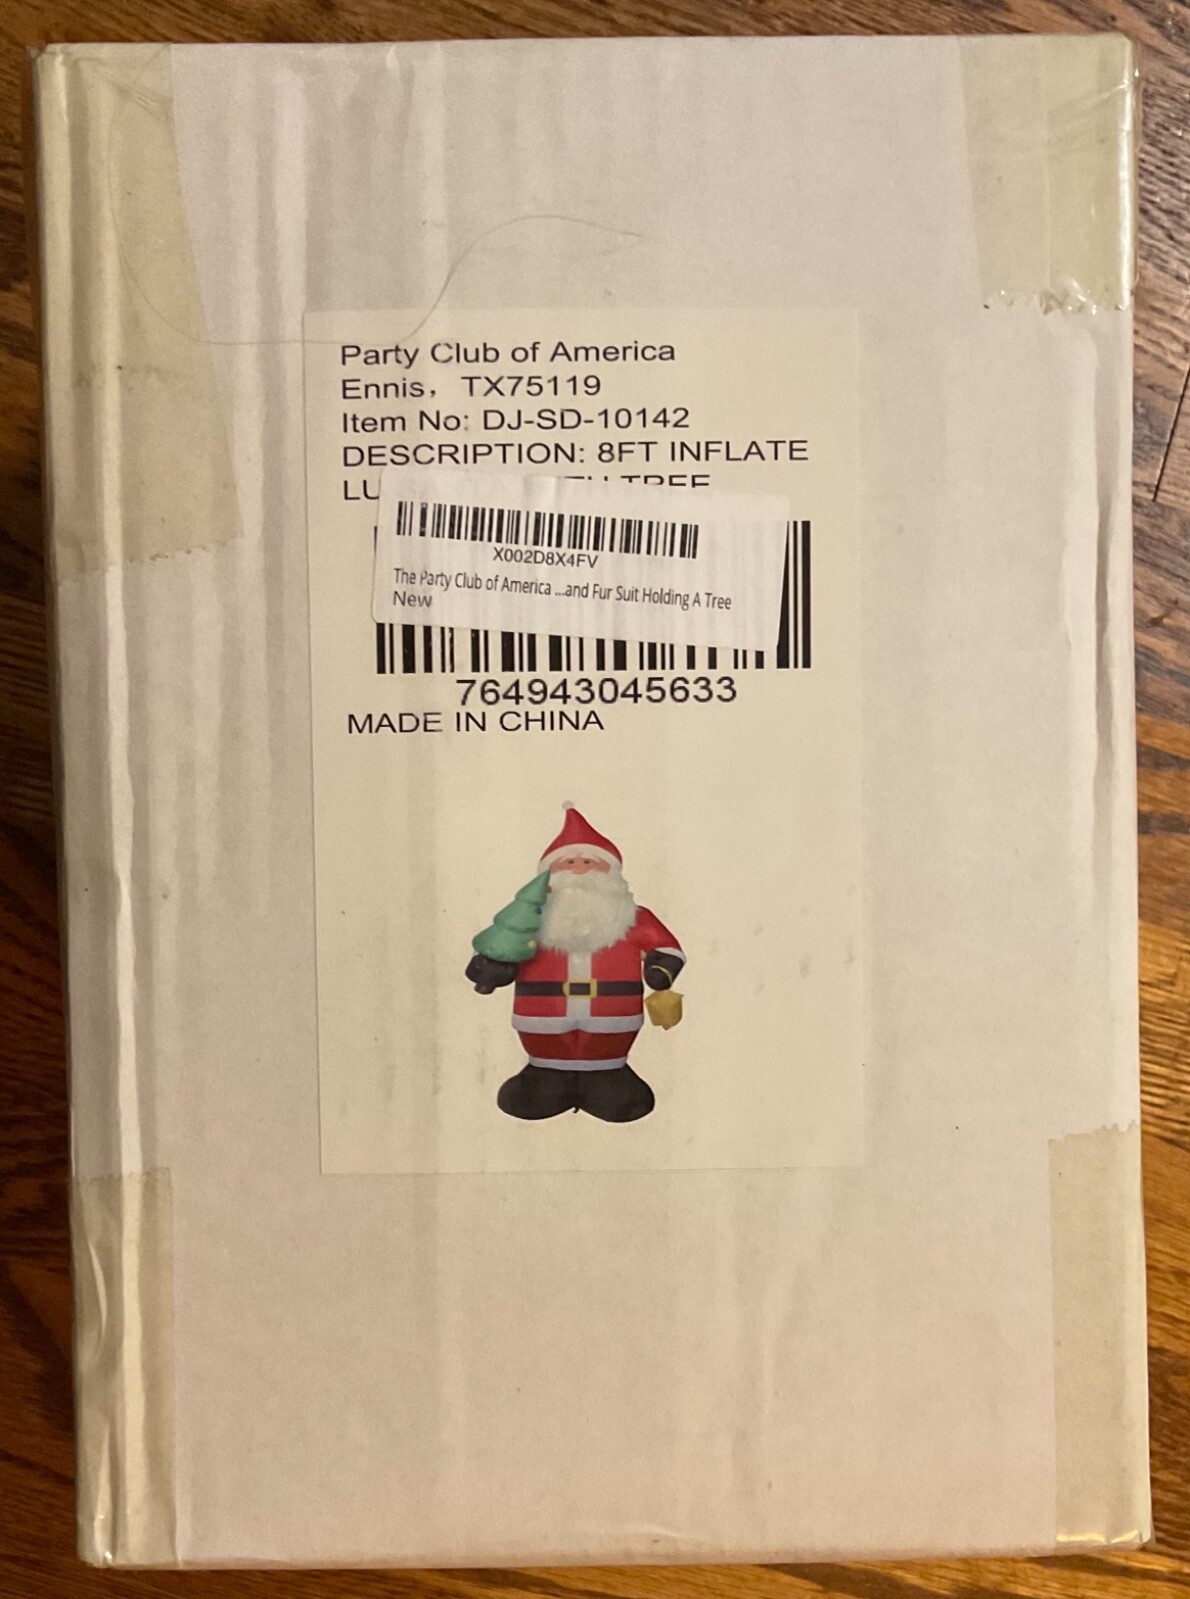 Party Club of America
Ennis, TX75119
Item No: DJ-SD-10142
DESCRIPTION: 8FT INFLATE
TREE
X002D8X4FV
The Party Club of America ...and Fur Suit Holding A Tree
New
764943045633
MADE IN CHINA